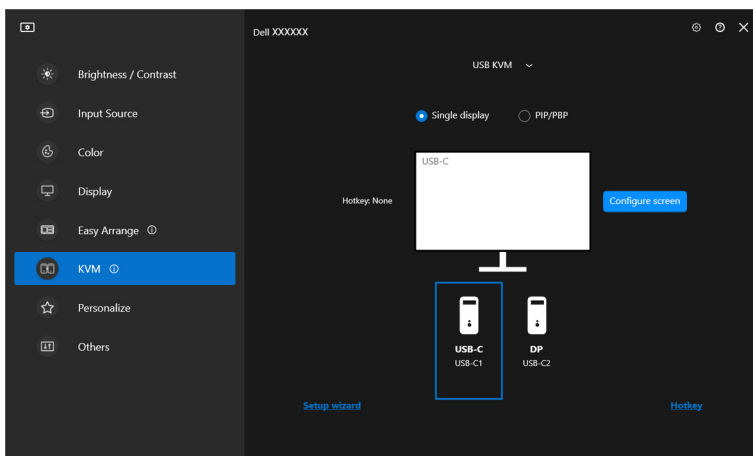 Dell XXXXXX
Brightness / Contrast
Input Source
Color
Display
Easy Arrange
KVM
Personalize
Others
USB KVM
Single display
PIP/PBP
USB-C
Hotkey: None
Configure screen
USB-C
USB-C1
DP
USB-C2
Setup wizard
Hotkey